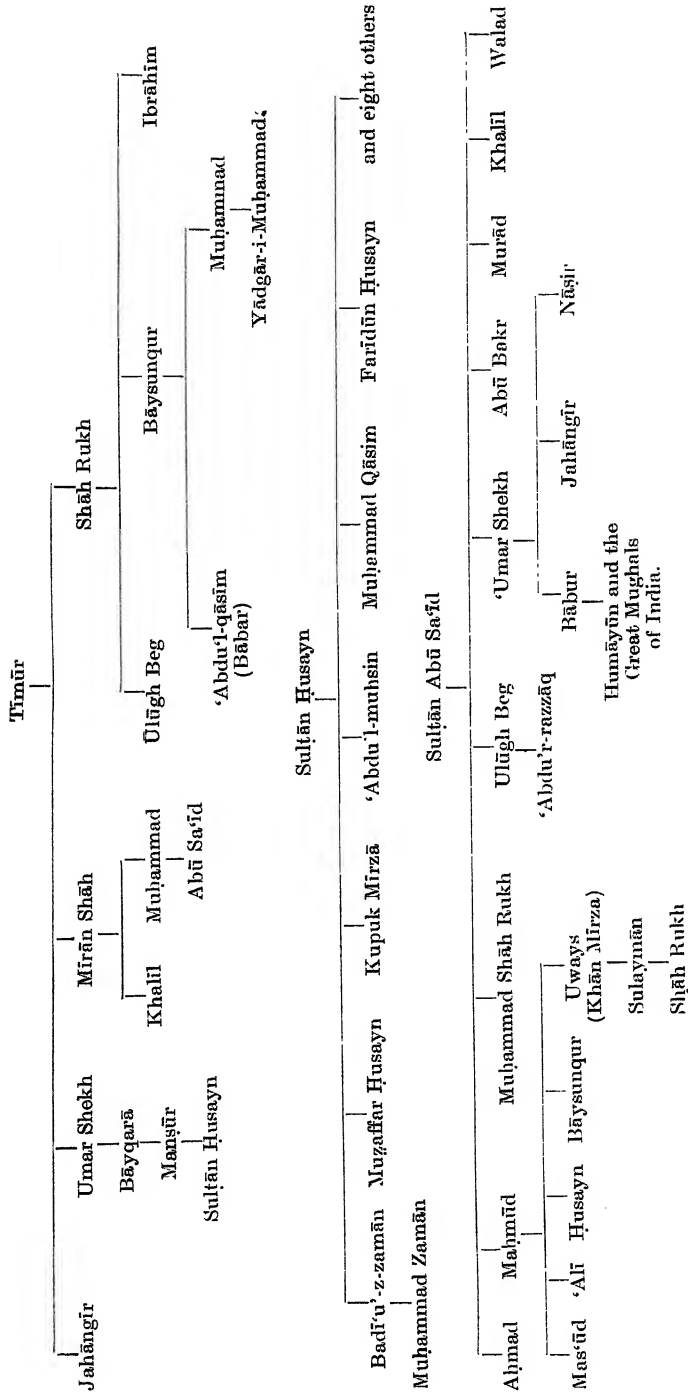 Tīmūr
Jahāngīr Umar Shekh Mīrān Shāh Shāh Rukh
Bāyqarā Khalīl Muḥammad Ūlūgh Beg Bāysunqur Ibrāhīm
Manṣūr Abū Sa‘īd ‘Abdu'l-qāsim Muḥammad
(Bābar)
Sulṭān Ḥusayn Yādgār-i-Muḥammad
Sulṭān Ḥusayn
Badī‘u'-z-zamān Muẓaffar Ḥusayn Kupuk Mīrzā ‘Abdu'l-muhsin Muḥammad Qāsim Farīdūn Ḥusayn and eight others
Muḥammad Zamān
Sulṭān Abū Sa‘īd
Aḥmad Maḥmūd Muḥammad Shāh Rukh Ulūgh Beg ‘Umar Shekh Abū Bakr Murād Khalīl Walad
‘Abdu'r-razzāq Bābur Jahāngīr Nāṣir
Mas‘ūd ‘Alī Ḥusayn Bāysunqur Uways
(Khān Mīrza)
Humāyūn and the
Great Mughals
of India.
Sulaymān
Shāh Rukh